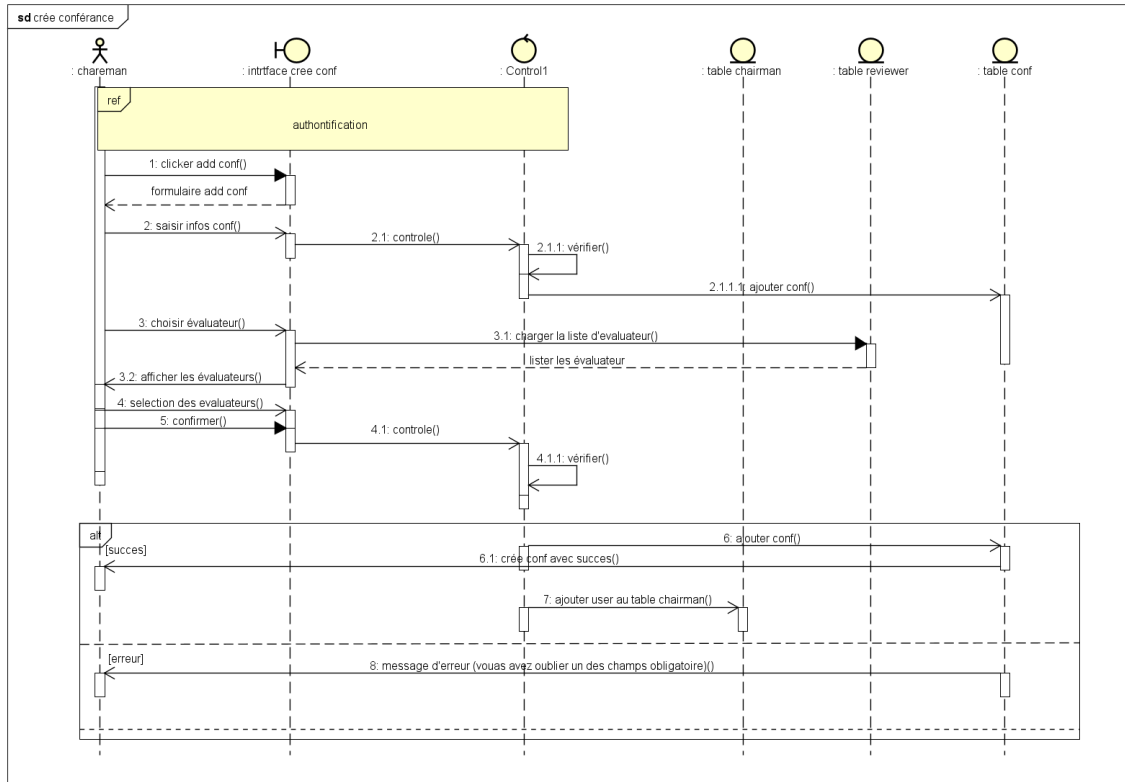 sd crée conférance
: chareman
: intrtface cree conf
: Control1
: table chairman
: table reviewer
: table conf
ref
authontification
1: clicker add conf()
formulaire add conf
2: saisir infos conf()
2.1: controle()
2.1.1: vérifier()
2.1.1.1: ajouter conf()
3: choisir évaluateur()
3.1: charger la liste d'evaluateur()
lister les évaluateur
3.2: afficher les évaluateurs()
4: selection des evaluateurs()
5: confirmer()
4.1: controle()
4.1.1: vérifier()
alt
[succes]
6: ajouter conf()
6.1: crée conf avec succes()
7: ajouter user au table chairman()
[erreur]
8: message d'erreur (vouas avez oublier un des champs obligatoire)()